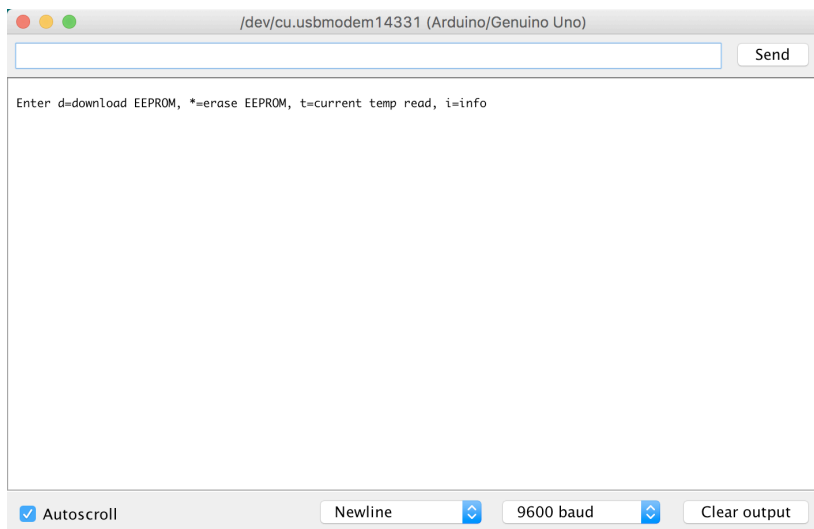 /dev/cu.usbmodem14331 (Arduino/Genuino Uno)
Send
Enter d=download EEPROM, *=erase EEPROM, t=current temp read, i=info
Autoscroll
Newline
9600 baud
Clear output